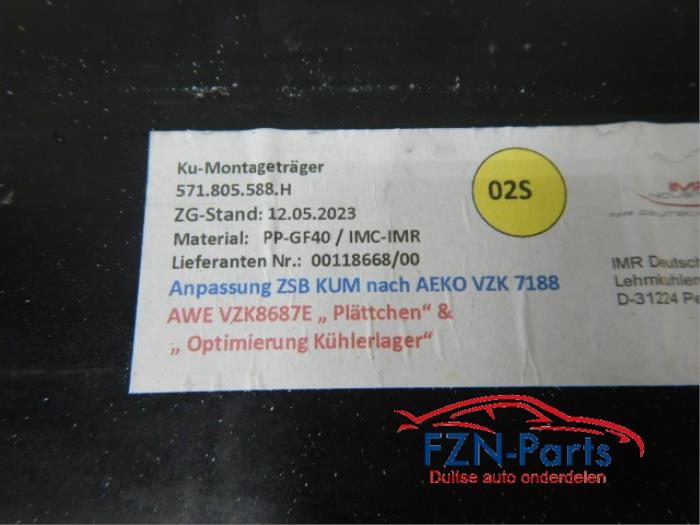 Ku-Montageträger
571.805.588.H
ZG-Stand: 12.05.2023
Material: PP-GF40 / IMC-IMR
Lieferanten Nr.: 00118668/00
Anpassung ZSB KUM nach AEKO VZK 7188
AWE VZK8687E „ Plättchen“ &
„ Optimierung Kühlerlager“
02S
IMR Deutsch
Lehmkuhlen
D-31224 Pe
FZN-Parts
Duitse auto onderdelen